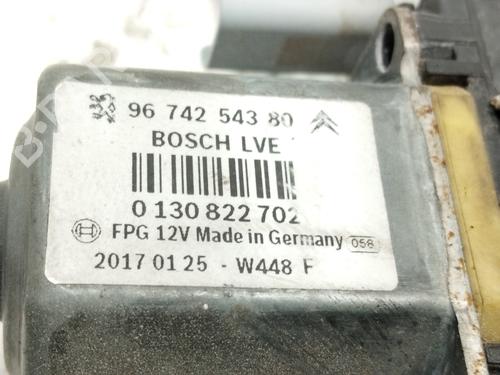 96 742 543 80
BOSCH LVE
0 130 822 702
FPG 12V Made in Germany 056
2017 01 25 - W448 F